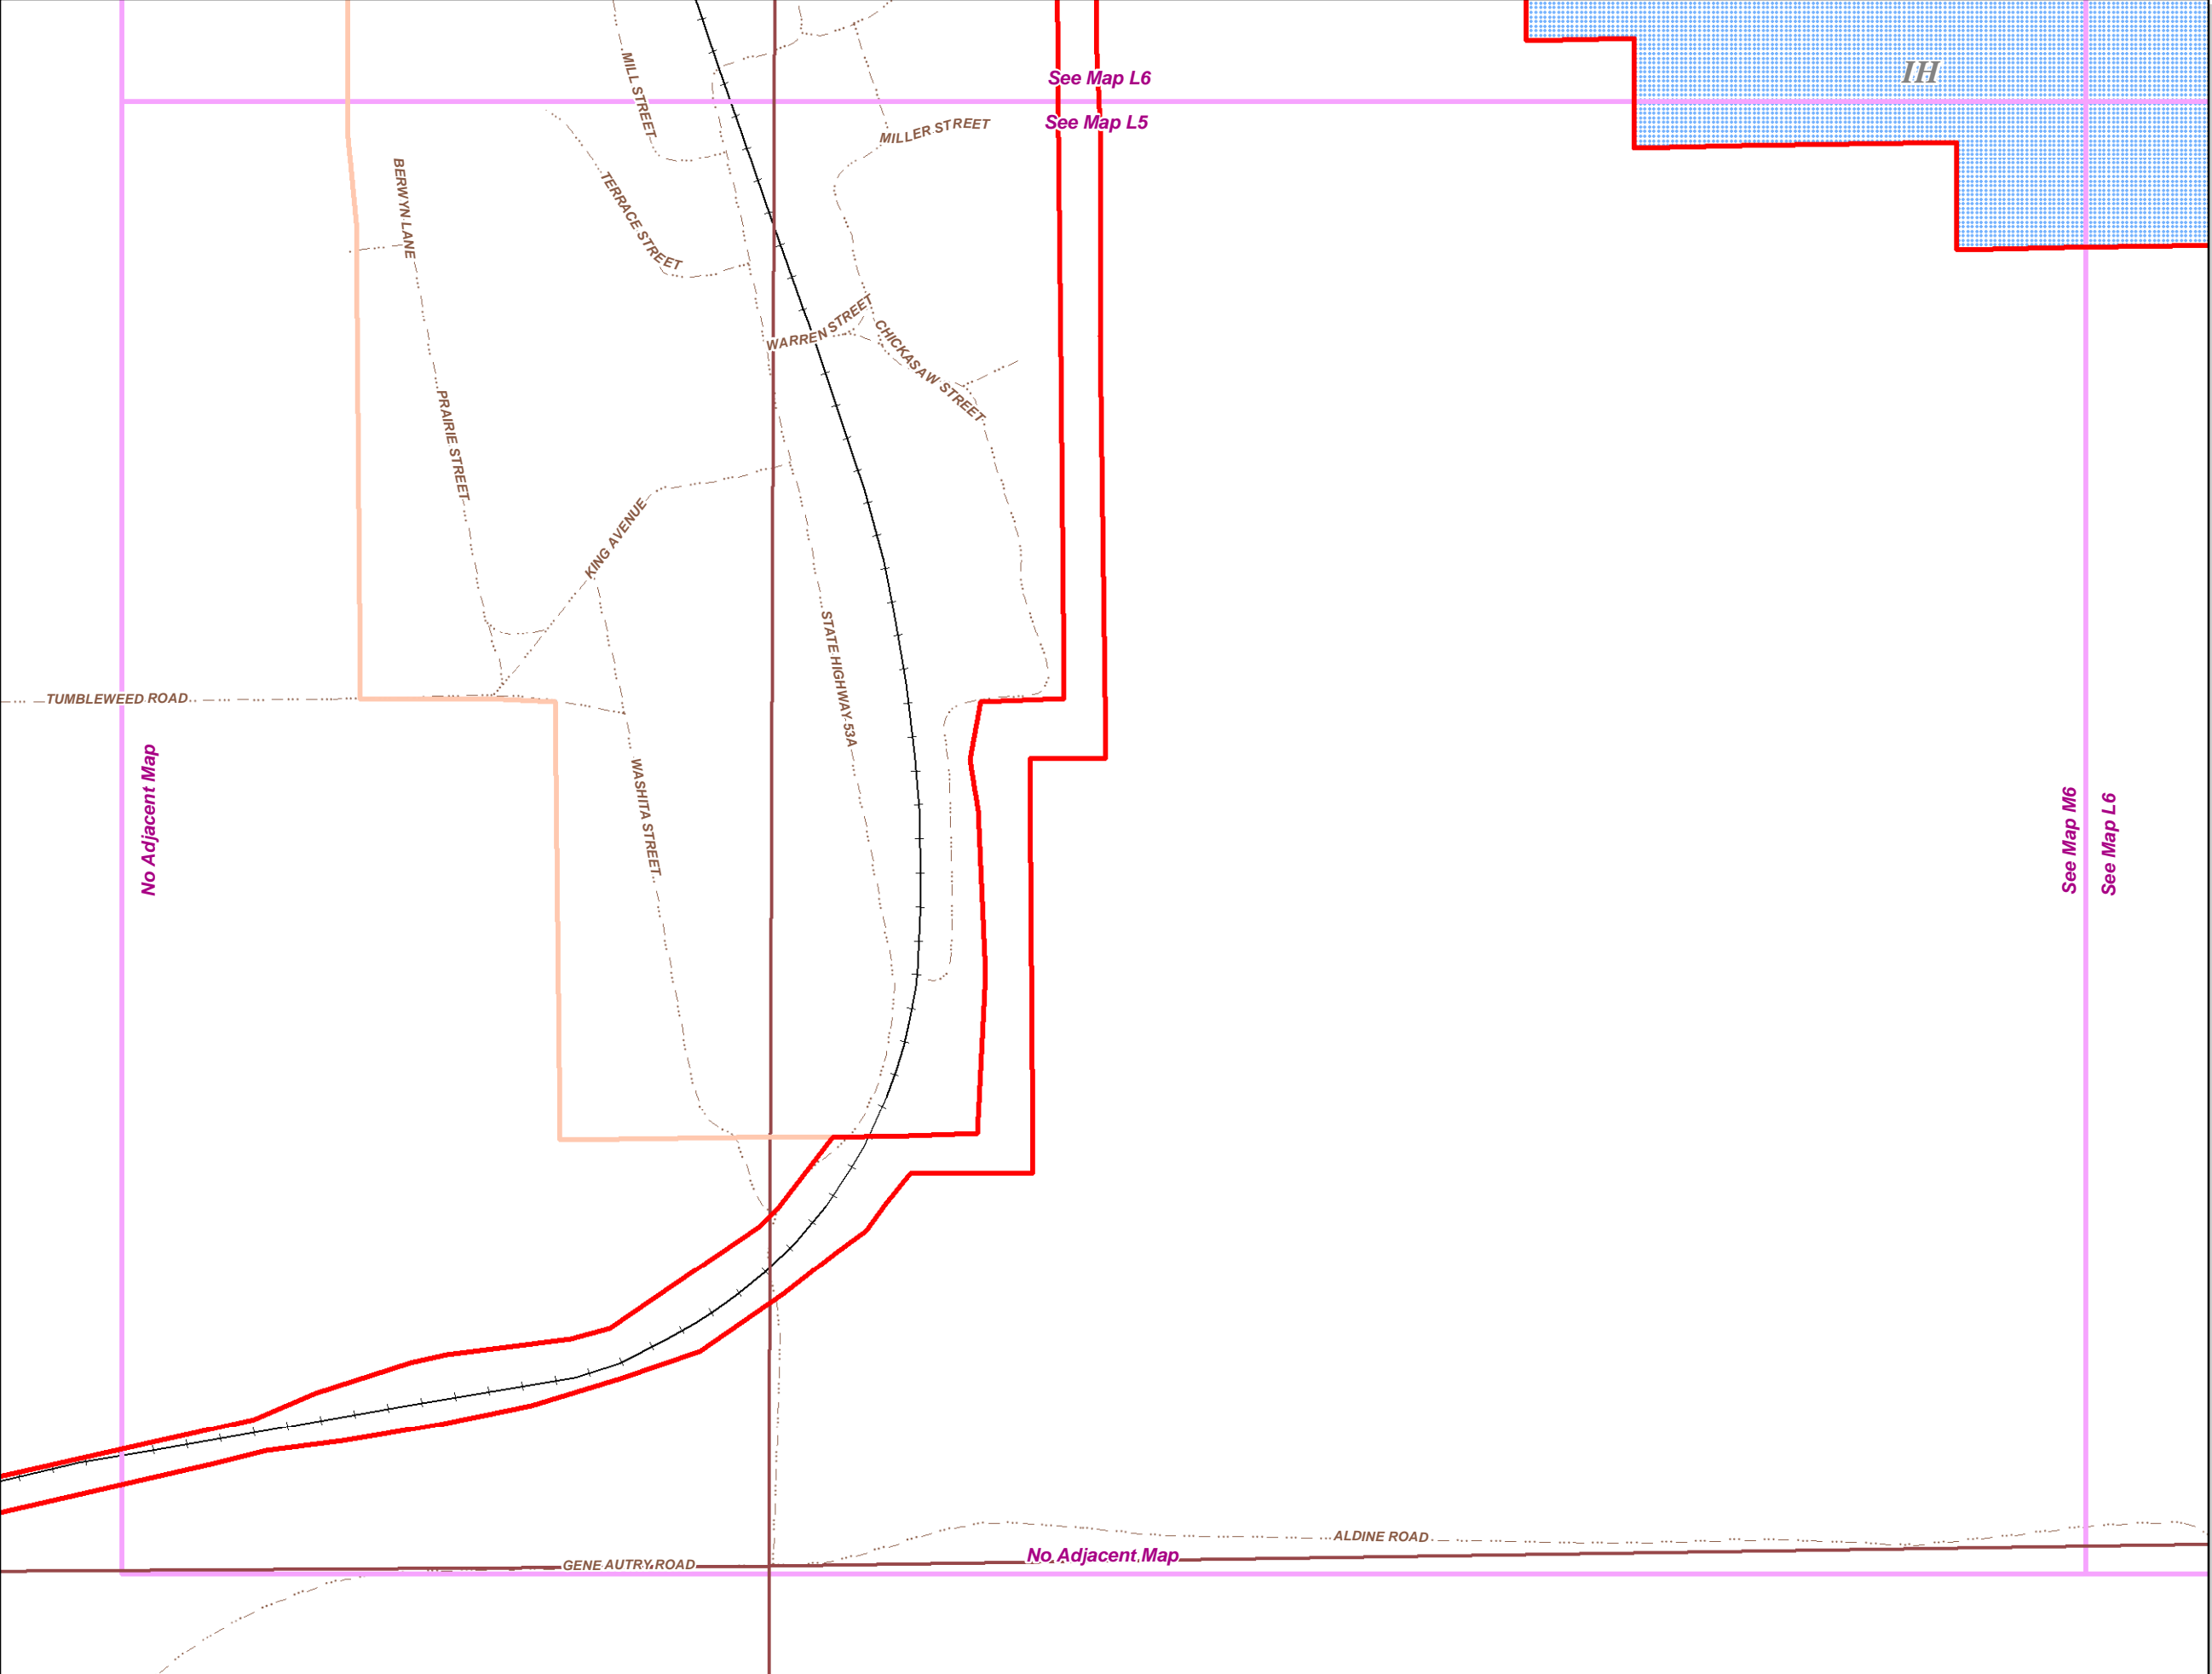 MILL STREET
See Map L6
IH
See Map L5
MILLER STREET
BERWYN LANE
TERRACE STREET
WARREN STREET
CHICKASAW STREET
PRAIRIE STREET
KING AVENUE
STATE HIGHWAY 53A
TUMBLEWEED ROAD
WASHITA STREET
No Adjacent Map
See Map M6
See Map L6
ALDINE ROAD
No Adjacent Map
GENE AUTRY ROAD